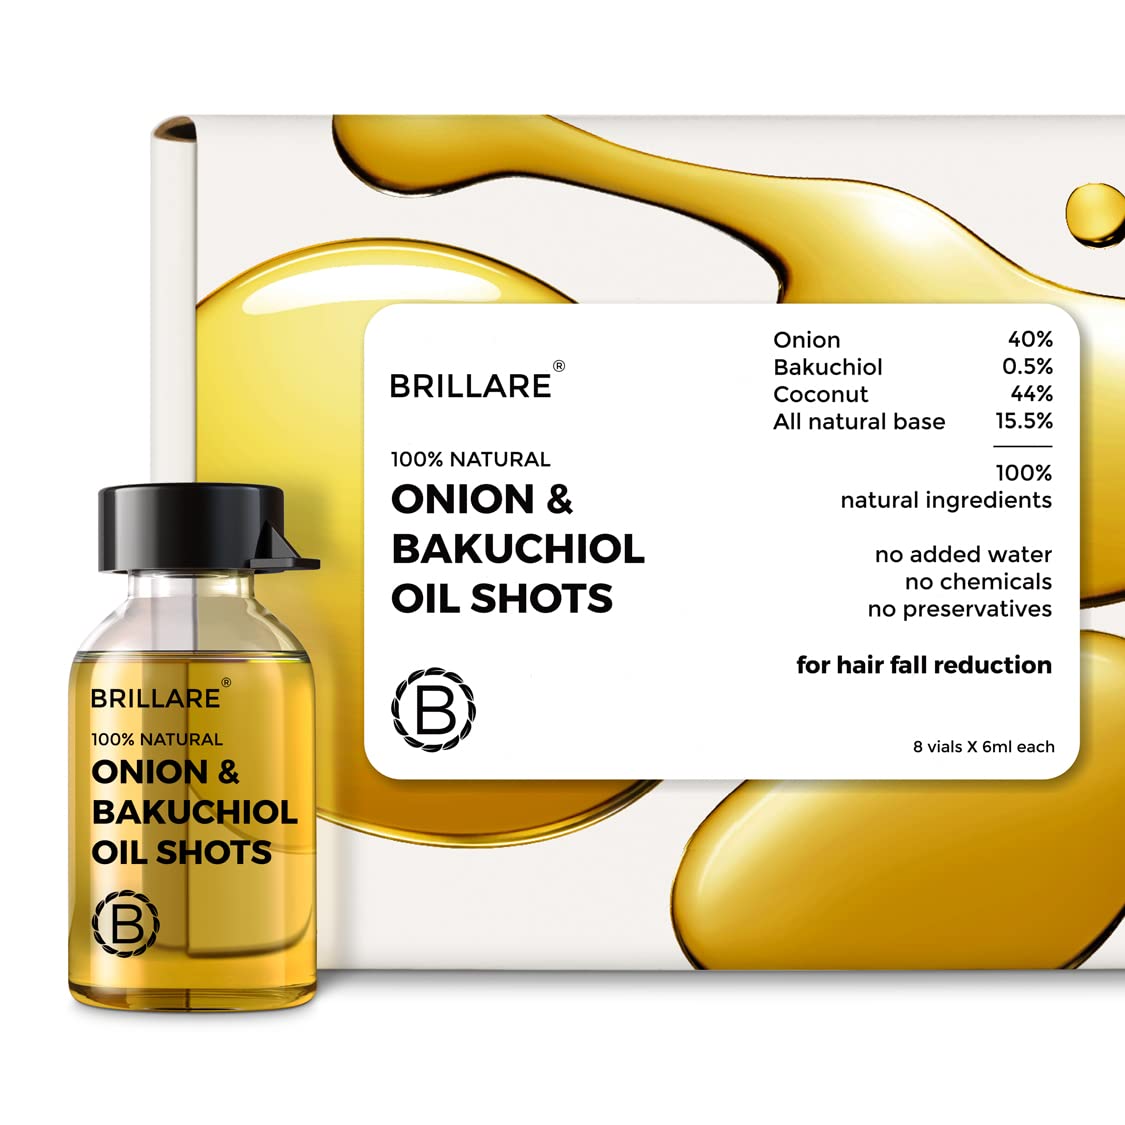 BRILLARE®
100% NATURAL
ONION &
BAKUCHIOL
OIL SHOTS
B
Onion 40%
Bakuchiol 0.5%
Coconut 44%
All natural base 15.5%
100%
natural ingredients
no added water
no chemicals
no preservatives
for hair fall reduction
8 vials X 6ml each
BRILLARE®
100% NATURAL
ONION &
BAKUCHIOL
OIL SHOTS
B